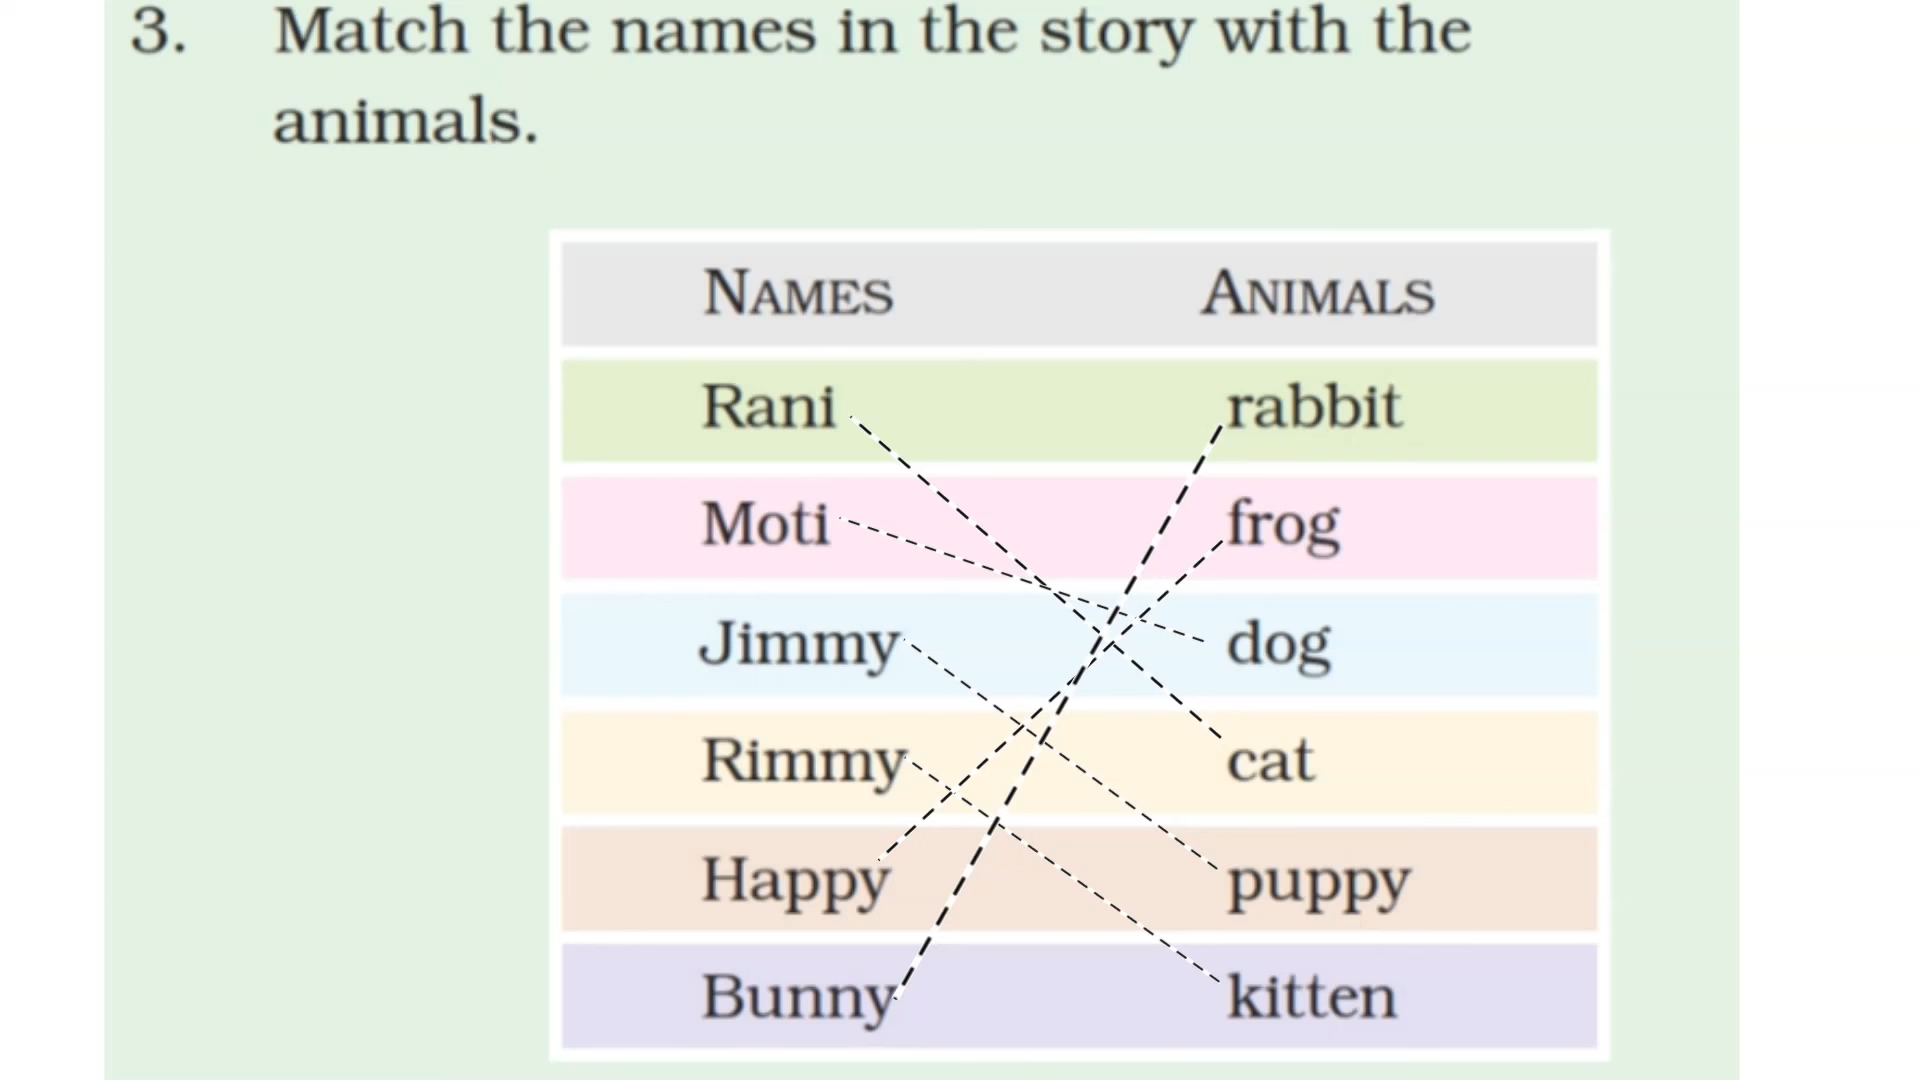 3. Match the names in the story with the
animals.
NAMES ANIMALS
Rani rabbit
Moti frog
Jimmy dog
Rimmy cat
Happy puppy
Bunny kitten